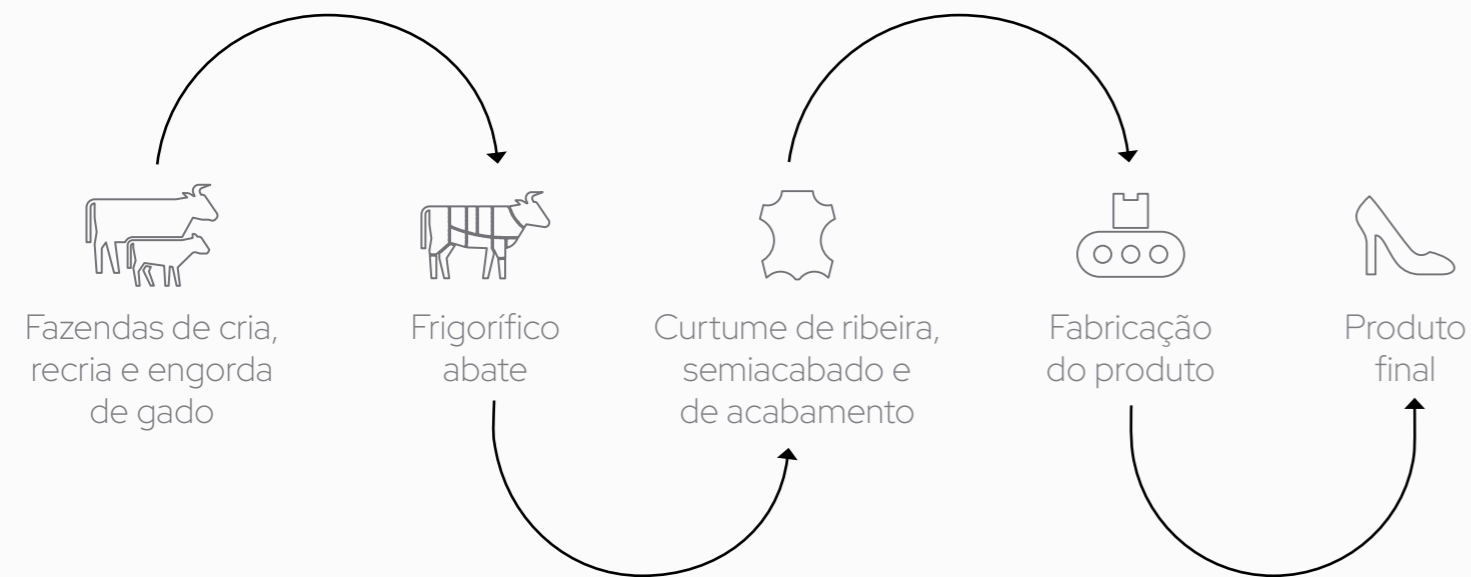 Fazendas de cria,
recria e engorda
de gado
Frigorífico
abate
Curtume de ribeira,
semiacabado e
de acabamento
Fabricação
do produto
Produto
final